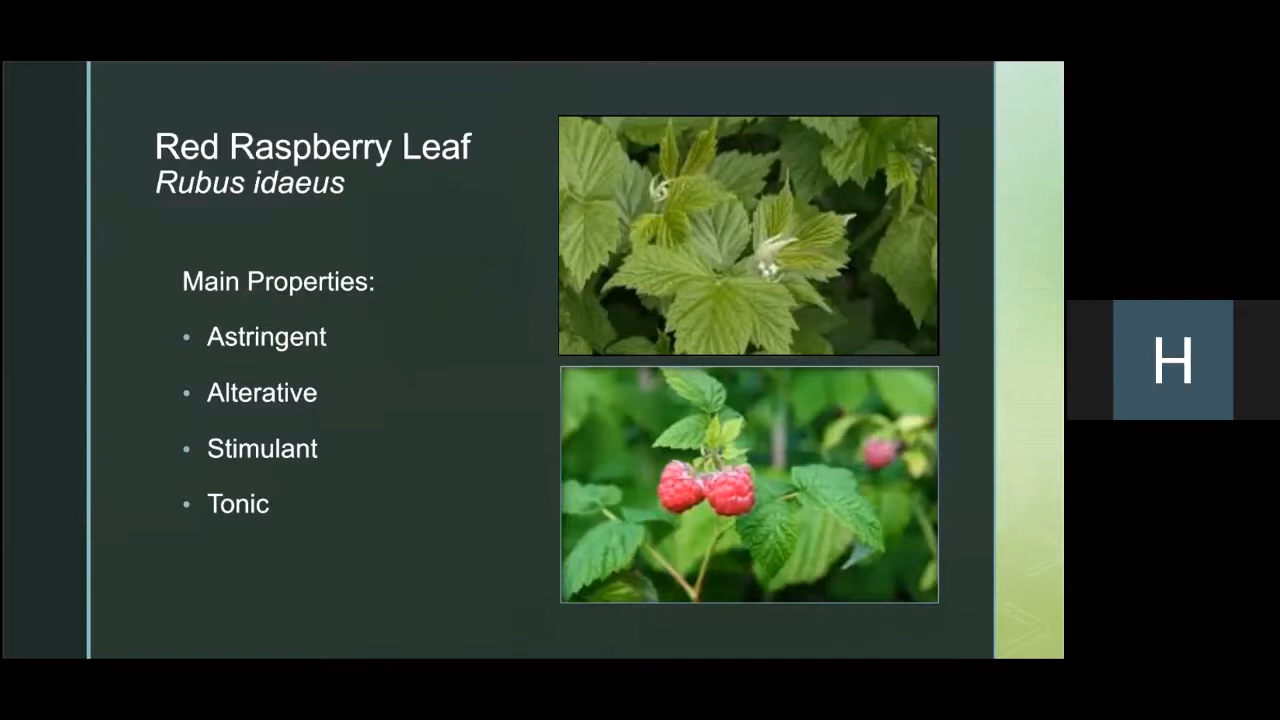 Red Raspberry Leaf
Rubus idaeus
Main Properties:
• Astringent
• Alterative
• Stimulant
• Tonic
H